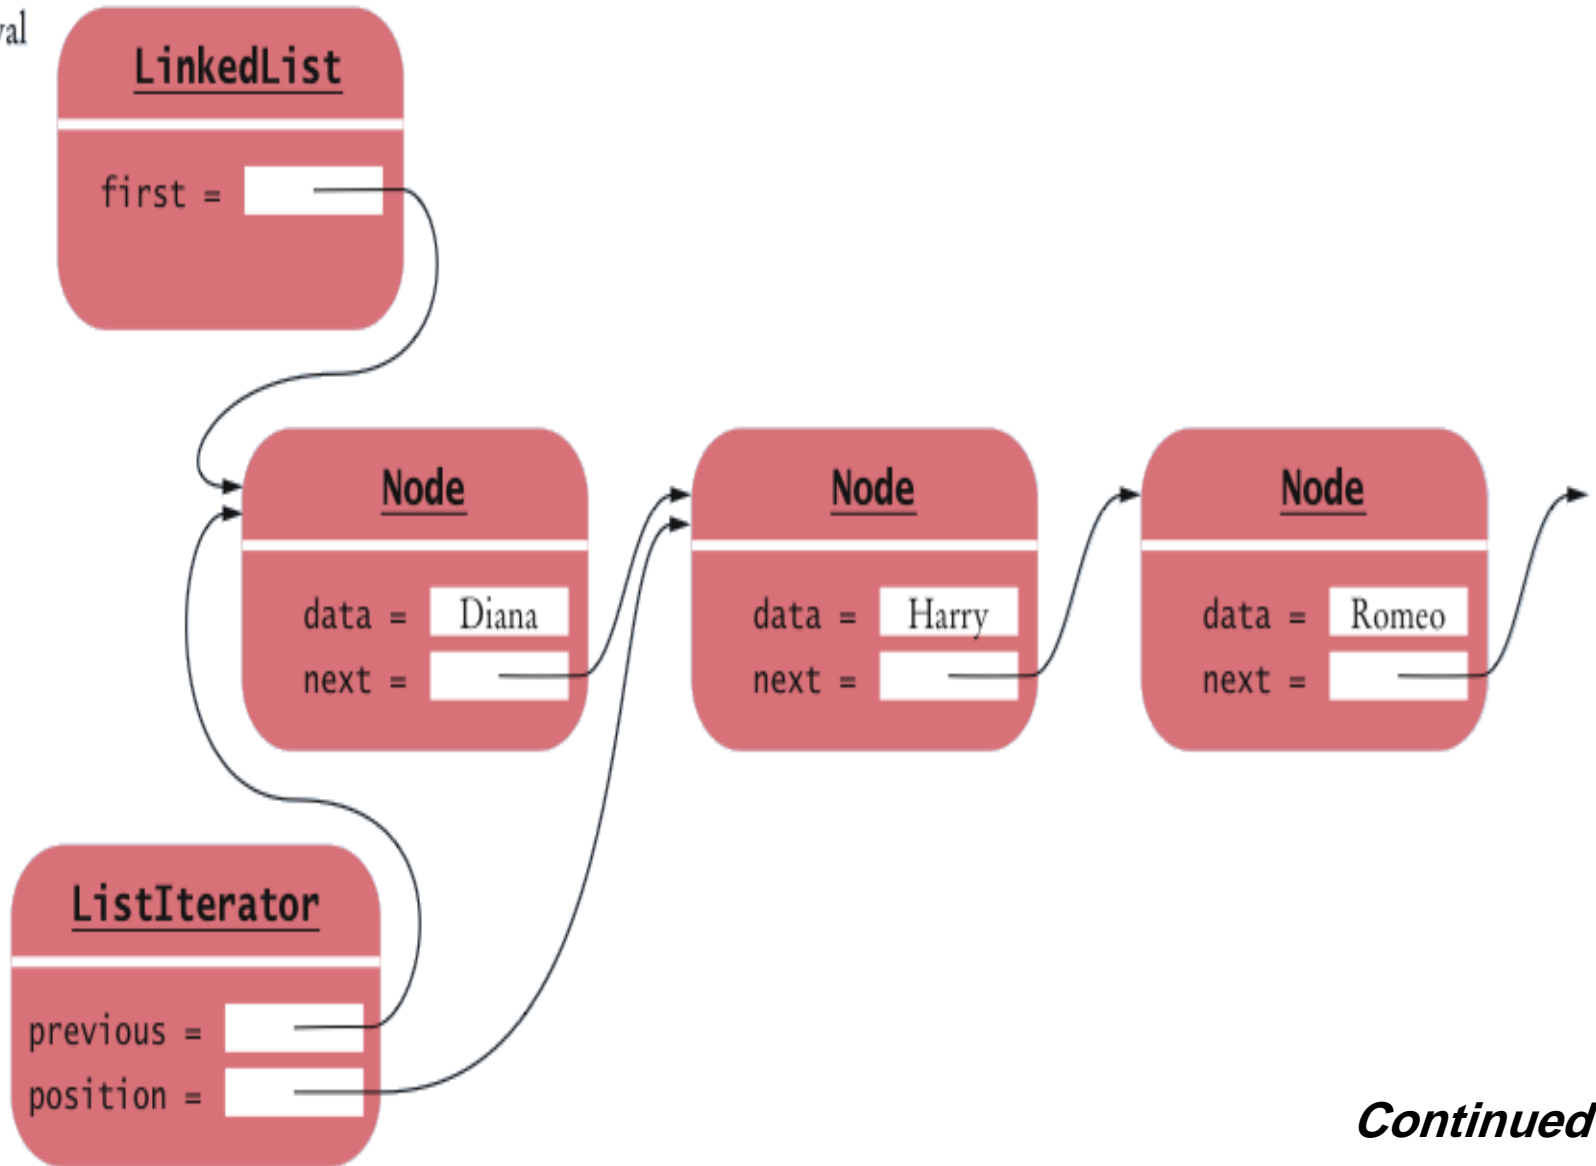 LinkedList
first =
Node
data = Diana
next =
Node
data = Harry
next =
Node
data = Romeo
next =
ListIterator
previous =
position =
Continued